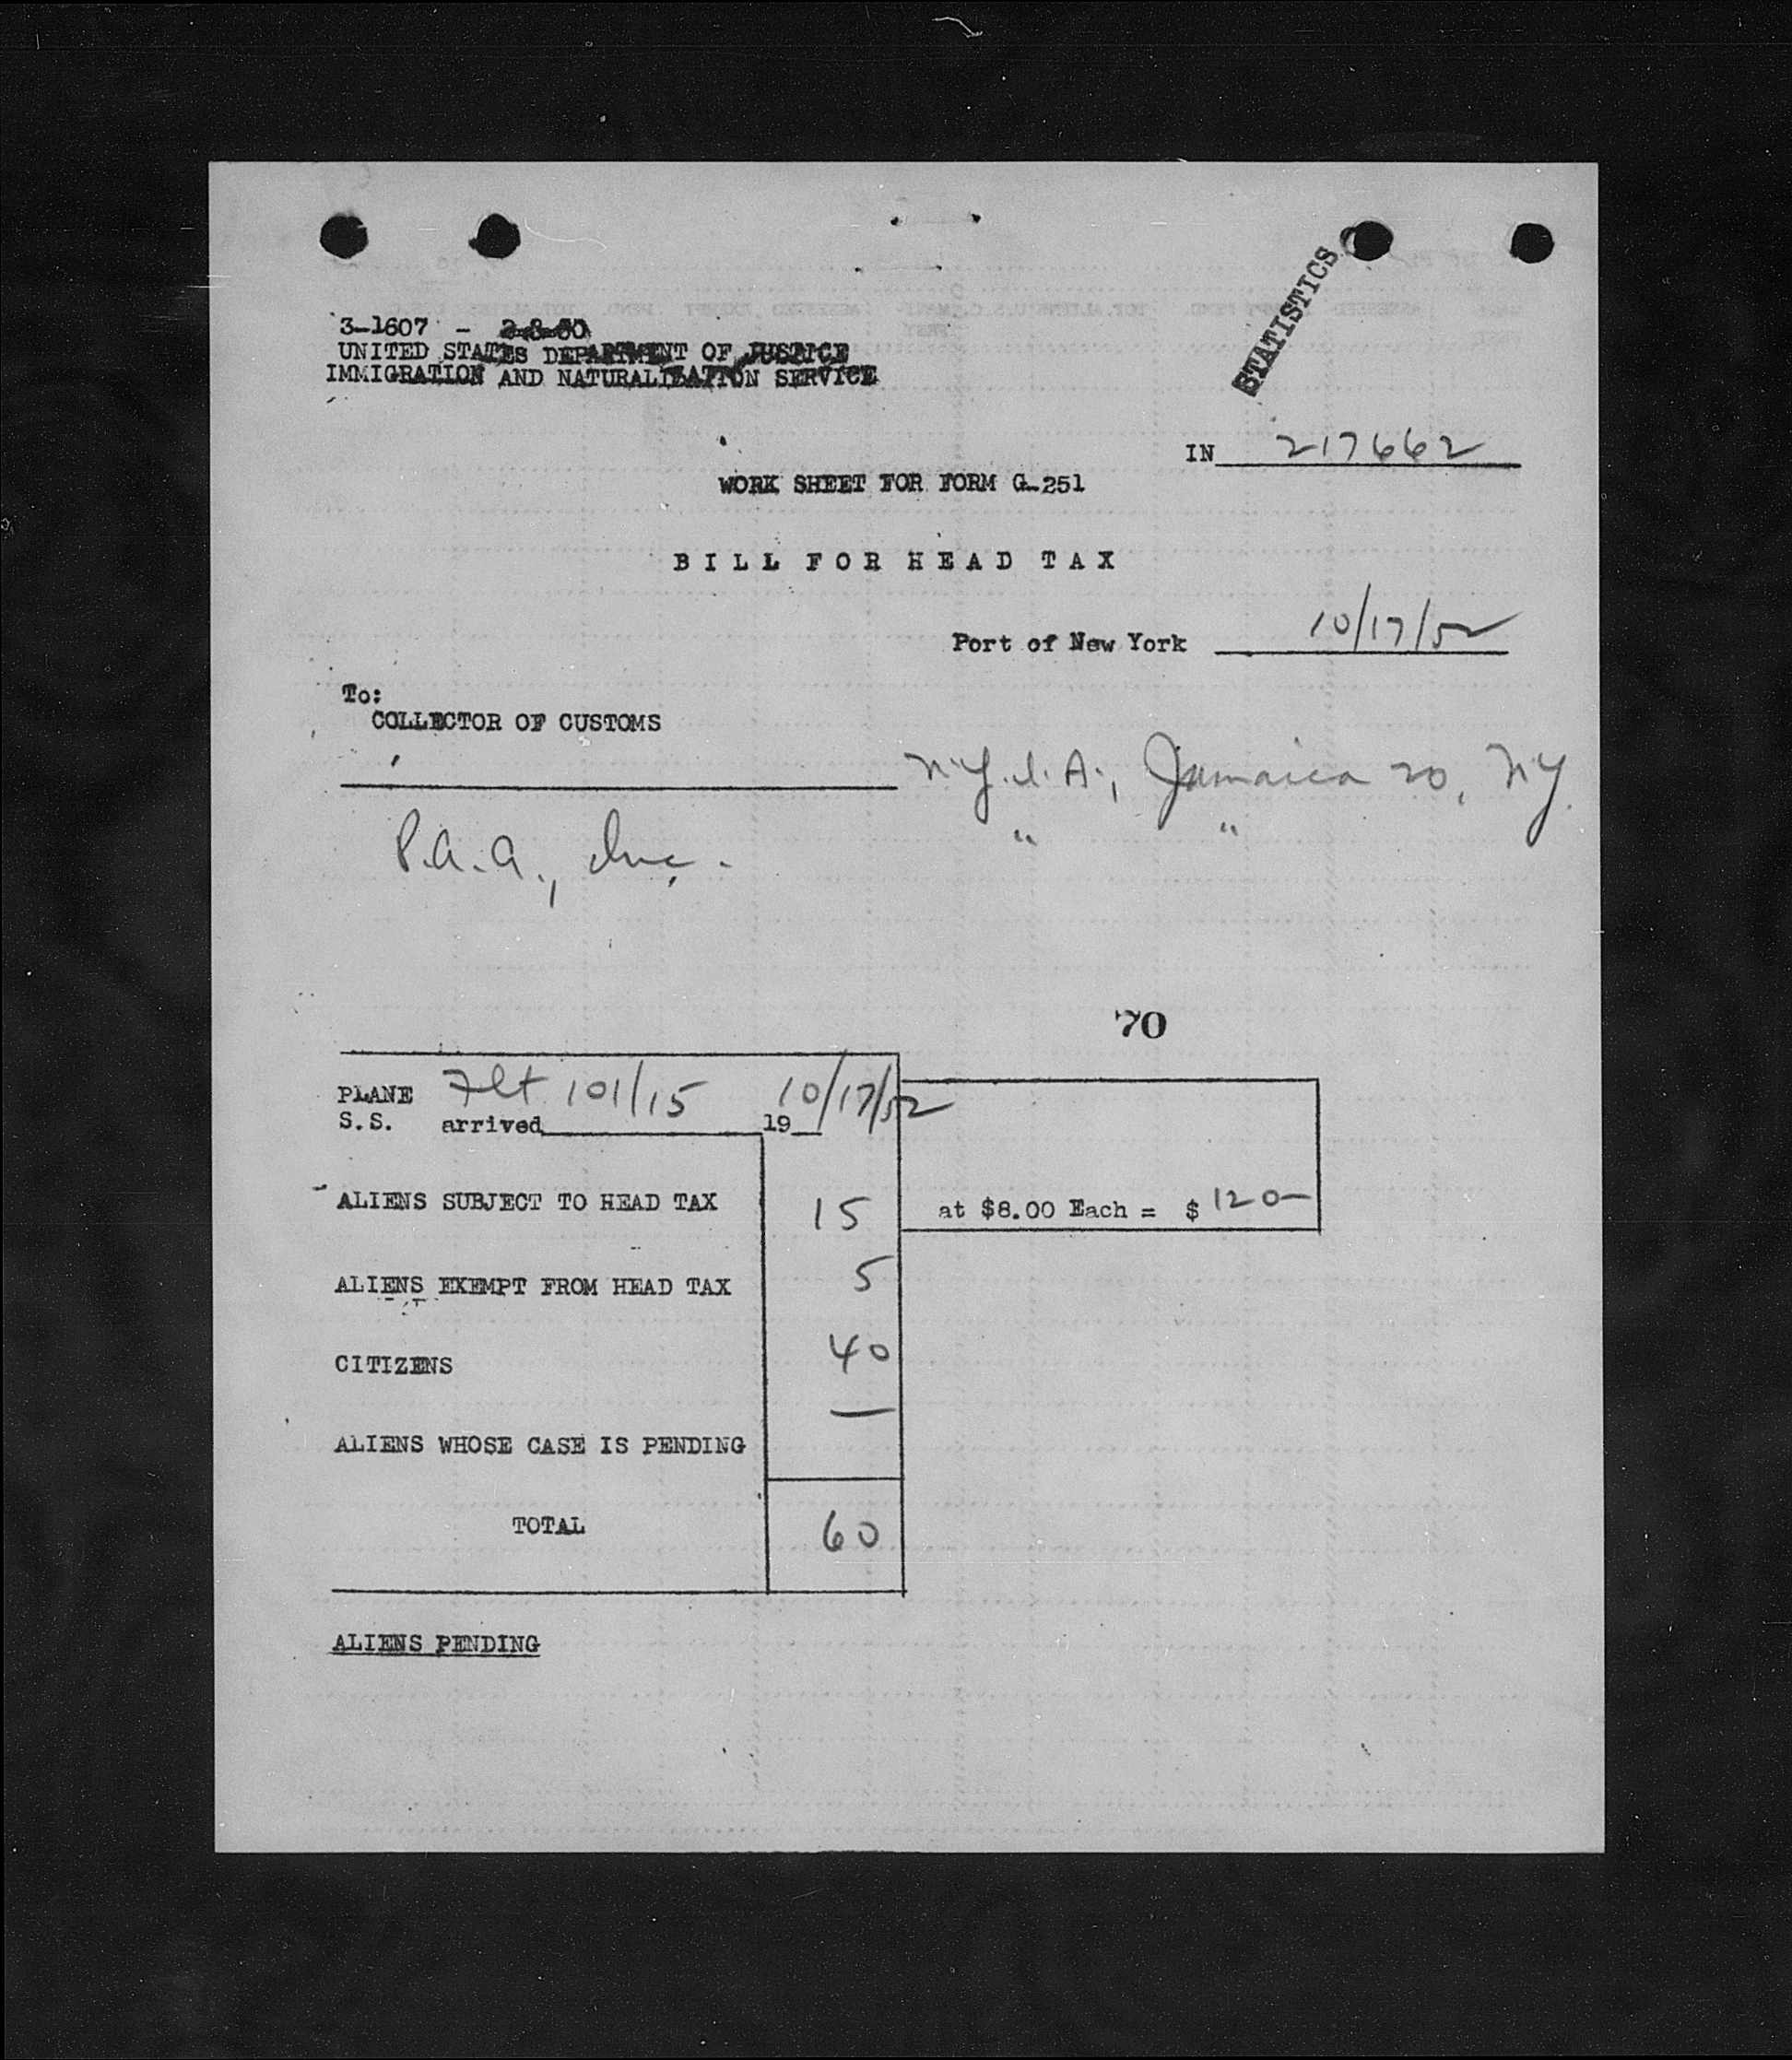 STATISTICS
3-1607 - 2-8-50
UNITED STATES DEPARTMENT OF JUSTICE
IMMIGRATION AND NATURALIZATION SERVICE
IN 217662
WORK SHEET FOR FORM G-251
BILL FOR HEAD TAX
Port of New York 10/17/52
To:
COLLECTOR OF CUSTOMS
N.Y.I.A., Jamaica 20, NY.
P.A.A., Inc. " "
70
PLANE Flt 101/15 10/17/52
S.S. arrived 19
ALIENS SUBJECT TO HEAD TAX 15 at $8.00 Each = $ 120-
ALIENS EXEMPT FROM HEAD TAX 5
CITIZENS 40
ALIENS WHOSE CASE IS PENDING —
TOTAL 60
ALIENS PENDING